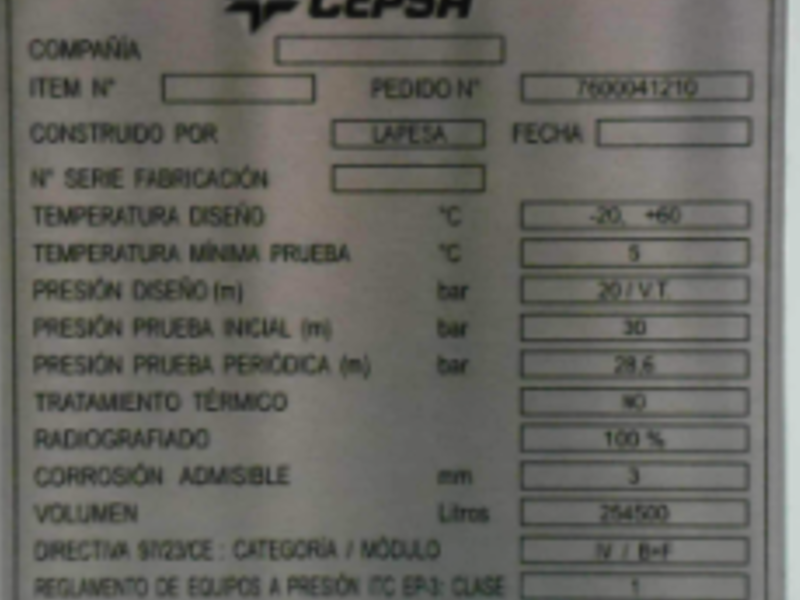 CEPSA
COMPAÑÍA
ITEM Nº PEDIDO Nº 7600041210
CONSTRUIDO POR LAPESA FECHA
Nº SERIE FABRICACIÓN
TEMPERATURA DISEÑO ºC -20, +60
TEMPERATURA MÍNIMA PRUEBA ºC 5
PRESIÓN DISEÑO (m) bar 20 / V.T.
PRESIÓN PRUEBA INICIAL (m) bar 30
PRESIÓN PRUEBA PERIÓDICA (m) bar 28,6
TRATAMIENTO TÉRMICO NO
RADIOGRAFIADO 100 %
CORROSIÓN ADMISIBLE mm 3
VOLUMEN Litros 254500
DIRECTIVA 97/23/CE : CATEGORÍA / MÓDULO IV / B+F
REGLAMENTO DE EQUIPOS A PRESIÓN ITC EP-3: CLASE 1